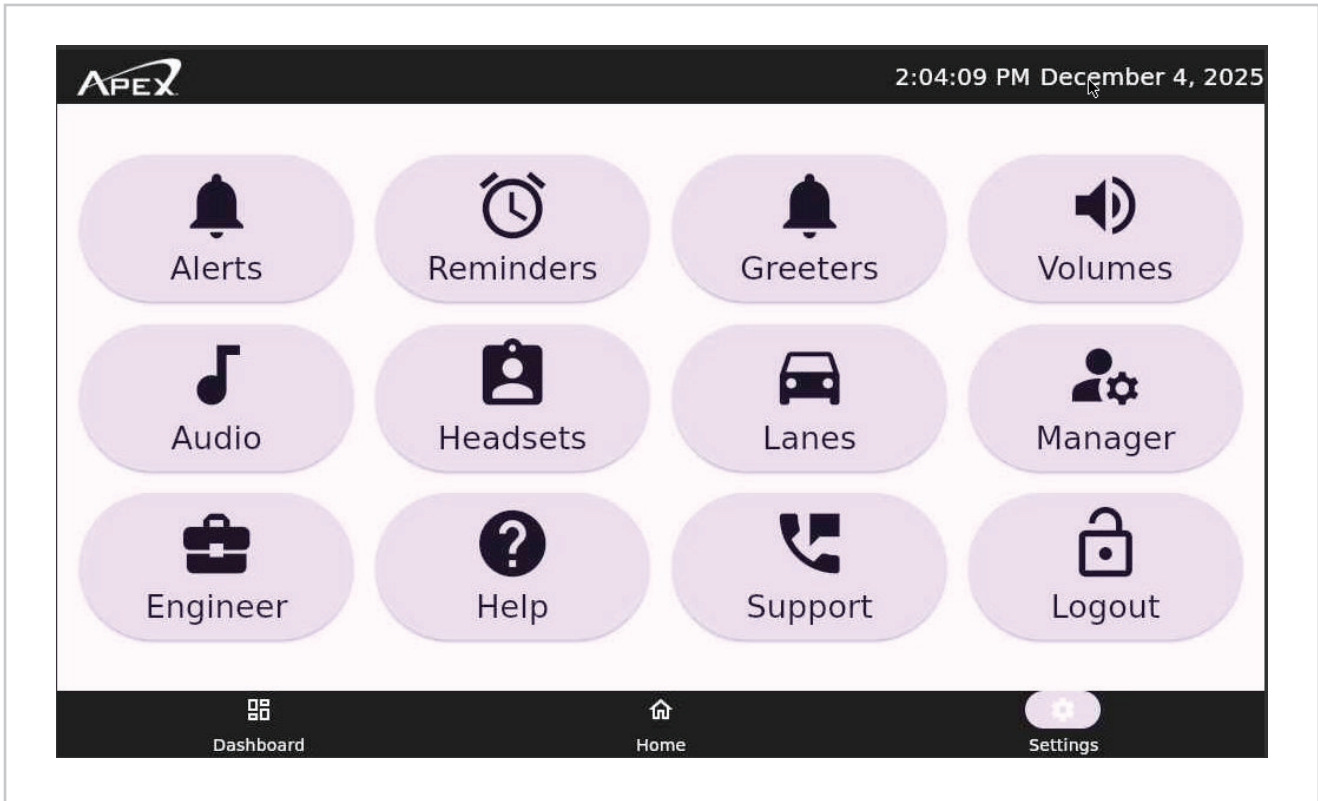 APEX
2:04:09 PM December 4, 2025
Alerts
Reminders
Greeters
Volumes
Audio
Headsets
Lanes
Manager
Engineer
Help
Support
Logout
Dashboard
Home
Settings